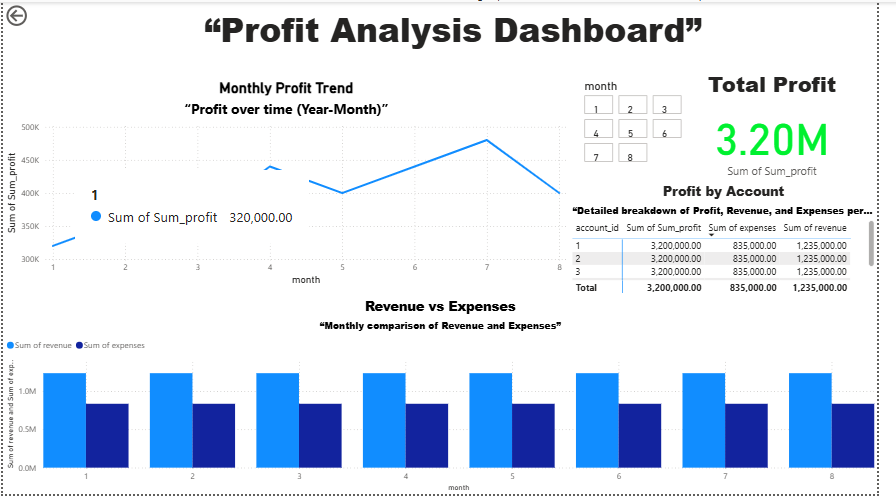 “Profit Analysis Dashboard”
Monthly Profit Trend
“Profit over time (Year-Month)”
Sum of Sum_profit
500K
450K
400K
350K
300K
1
Sum of Sum_profit 320,000.00
1 2 3 4 5 6 7 8
month
month
1 2 3
4 5 6
7 8
Total Profit
3.20M
Sum of Sum_profit
Profit by Account
“Detailed breakdown of Profit, Revenue, and Expenses per...
account_id Sum of Sum_profit Sum of expenses Sum of revenue
1 3,200,000.00 835,000.00 1,235,000.00
2 3,200,000.00 835,000.00 1,235,000.00
3 3,200,000.00 835,000.00 1,235,000.00
Total 3,200,000.00 835,000.00 1,235,000.00
Revenue vs Expenses
“Monthly comparison of Revenue and Expenses”
Sum of revenue Sum of expenses
Sum of revenue and Sum of exp...
1.0M
0.5M
0.0M
1 2 3 4 5 6 7 8
month